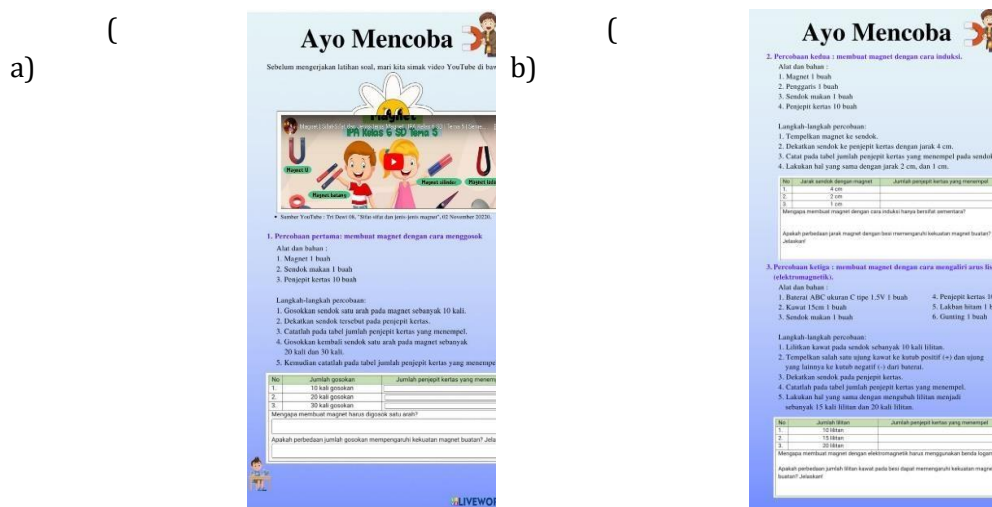 (
a)
Ayo Mencoba
Sebelum mengerjakan latihan soal, mari kita simak video YouTube di baw
Magnet
IPA Kelas 6 SD Tema 5
Magnet U
Magnet batang
Magnet silinder
• Sumber YouTube : Tri Dewi 08, "Sifat sifat dan jenis-jenis magnet", 02 November 20220.
1. Percobaan pertama: membuat magnet dengan cara menggosok
Alat dan bahan :
1. Magnet 1 buah
2. Sendok makan 1 buah
3. Penjepit kertas 10 buah
Langkah-langkah percobaan:
1. Gosokkan sendok satu arah pada magnet sebanyak 10 kali.
2. Dekatkan sendok tersebut pada penjepit kertas.
3. Catatlah pada tabel jumlah penjepit kertas yang menempel.
4. Gosokkan kembali sendok satu arah pada magnet sebanyak
20 kali dan 30 kali.
5. Kemudian catatlah pada tabel jumlah penjepit kertas yang menempe
No Jumlah gosokan Jumlah penjepit kertas yang menem
1. 10 kali gosokan
2. 20 kali gosokan
3. 30 kali gosokan
Mengapa membuat magnet harus digosok satu arah?
Apakah perbedaan jumlah gosokan mempengaruhi kekuatan magnet buatan? Jela
LIVEWOR
(
b)
Ayo Mencoba
2. Percobaan kedua : membuat magnet dengan cara induksi.
Alat dan bahan :
1. Magnet 1 buah
2. Penggaris 1 buah
3. Sendok makan 1 buah
4. Penjepit kertas 10 buah
Langkah-langkah percobaan:
1. Tempelkan magnet ke sendok.
2. Dekatkan sendok ke penjepit kertas dengan jarak 4 cm.
3. Catat pada tabel jumlah penjepit kertas yang menempel pada sendok
4. Lakukan hal yang sama dengan jarak 2 cm, dan 1 cm.
No Jarak sendok dengan magnet Jumlah penjepit kertas yang menempel
1. 4 cm
2. 2 cm
3. 1 cm
Mengapa membuat magnet dengan cara induksi hanya bersifat sementara?
Apakah perbedaan jarak magnet dengan besi memengaruhi kekuatan magnet buatan?
Jelaskan!
3. Percobaan ketiga : membuat magnet dengan cara mengaliri arus lis
(elektromagnetik).
Alat dan bahan :
1. Baterai ABC ukuran C tipe 1.5V 1 buah 4. Penjepit kertas 10
2. Kawat 15cm 1 buah 5. Lakban hitam 1 b
3. Sendok makan 1 buah 6. Gunting 1 buah
Langkah-langkah percobaan:
1. Lilitkan kawat pada sendok sebanyak 10 kali lilitan.
2. Tempelkan salah satu ujung kawat ke kutub positif (+) dan ujung
yang lainnya ke kutub negatif (-) dari baterai.
3. Dekatkan sendok pada penjepit kertas.
4. Catatlah pada tabel jumlah penjepit kertas yang menempel.
5. Lakukan hal yang sama dengan mengubah lilitan menjadi
sebanyak 15 kali lilitan dan 20 kali lilitan.
No Jumlah lilitan Jumlah penjepit kertas yang menempel
1. 10 lilitan
2. 15 lilitan
3. 20 lilitan
Mengapa membuat magnet dengan elektromagnetik harus menggunakan benda logam
Apakah perbedaan jumlah lilitan kawat pada besi dapat memengaruhi kekuatan magne
buatan? Jelaskan!